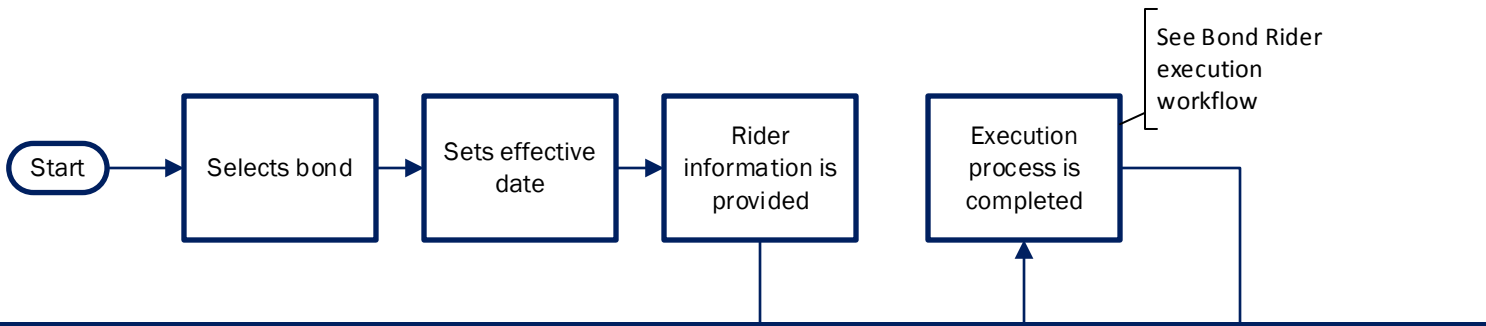 Start
Selects bond
Sets effective
date
Rider
information is
provided
Execution
process is
completed
See Bond Rider
execution
workflow